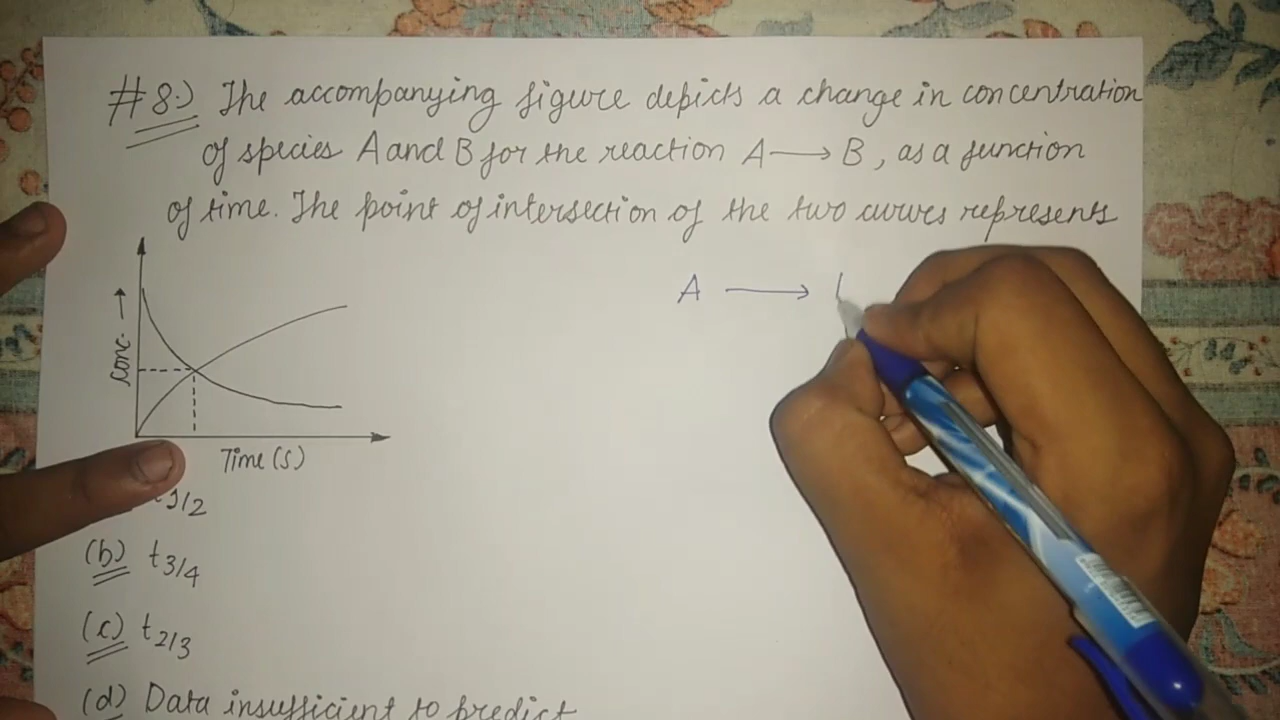 #8.) The accompanying figure depicts a change in concentration
of species A and B for the reaction A → B, as a function
of time. The point of intersection of the two curves represents
A →
conc. →
Time (s)
(b) t3/4
(c) t2/3
(d) Data insufficient to predict